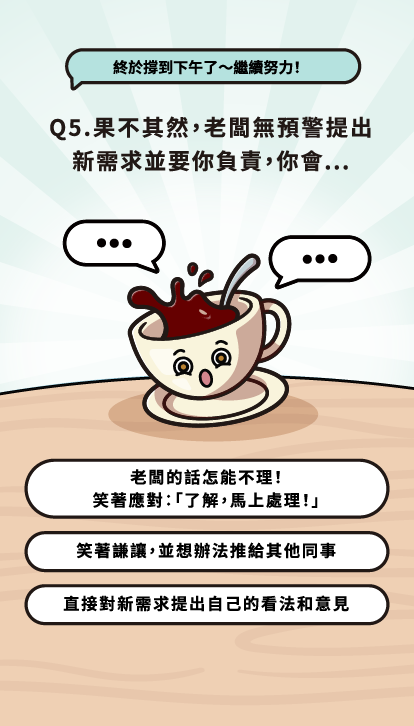 終於撐到下午了～繼續努力！
Q5.果不其然，老闆無預警提出
新需求並要你負責，你會...
老闆的話怎能不理！
笑著應對：「了解，馬上處理！」
笑著謙讓，並想辦法推給其他同事
直接對新需求提出自己的看法和意見